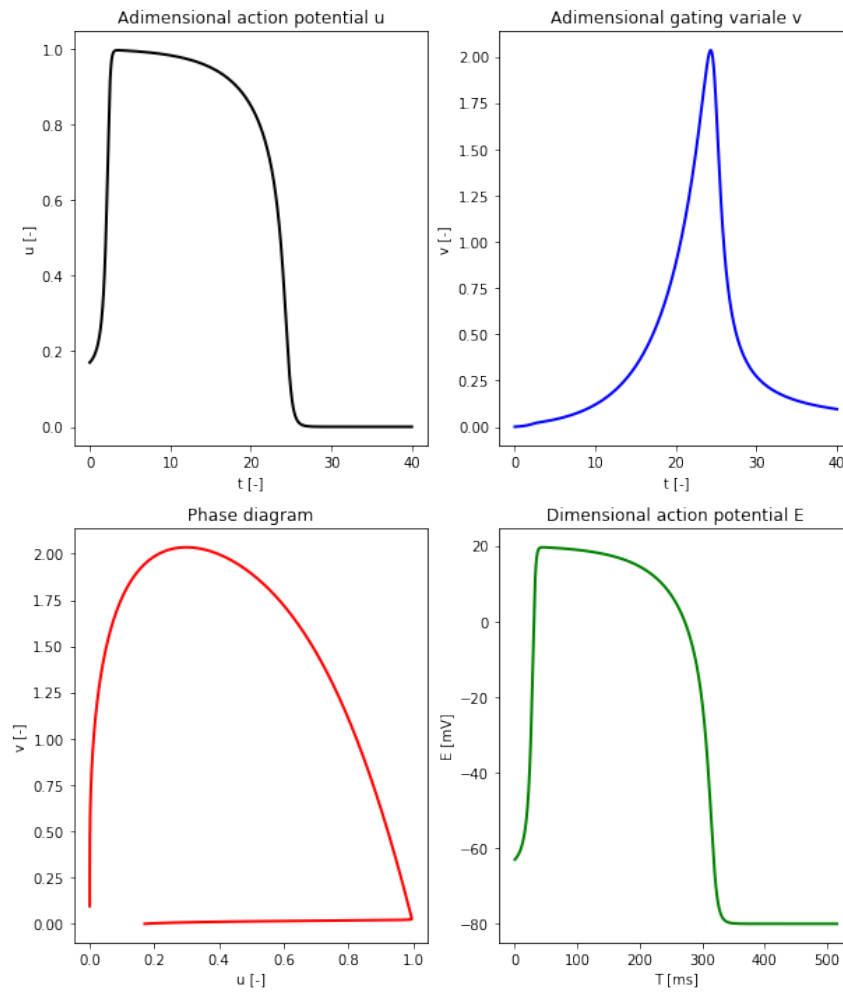 Adimensional action potential u
1.0
0.8
0.6
0.4
0.2
0.0
u [-]
0 10 20 30 40
t [-]
Adimensional gating variale v
2.00
1.75
1.50
1.25
1.00
0.75
0.50
0.25
0.00
v [-]
0 10 20 30 40
t [-]
Phase diagram
2.00
1.75
1.50
1.25
1.00
0.75
0.50
0.25
0.00
v [-]
0.0 0.2 0.4 0.6 0.8 1.0
u [-]
Dimensional action potential E
20
0
−20
−40
−60
−80
E [mV]
0 100 200 300 400 500
T [ms]